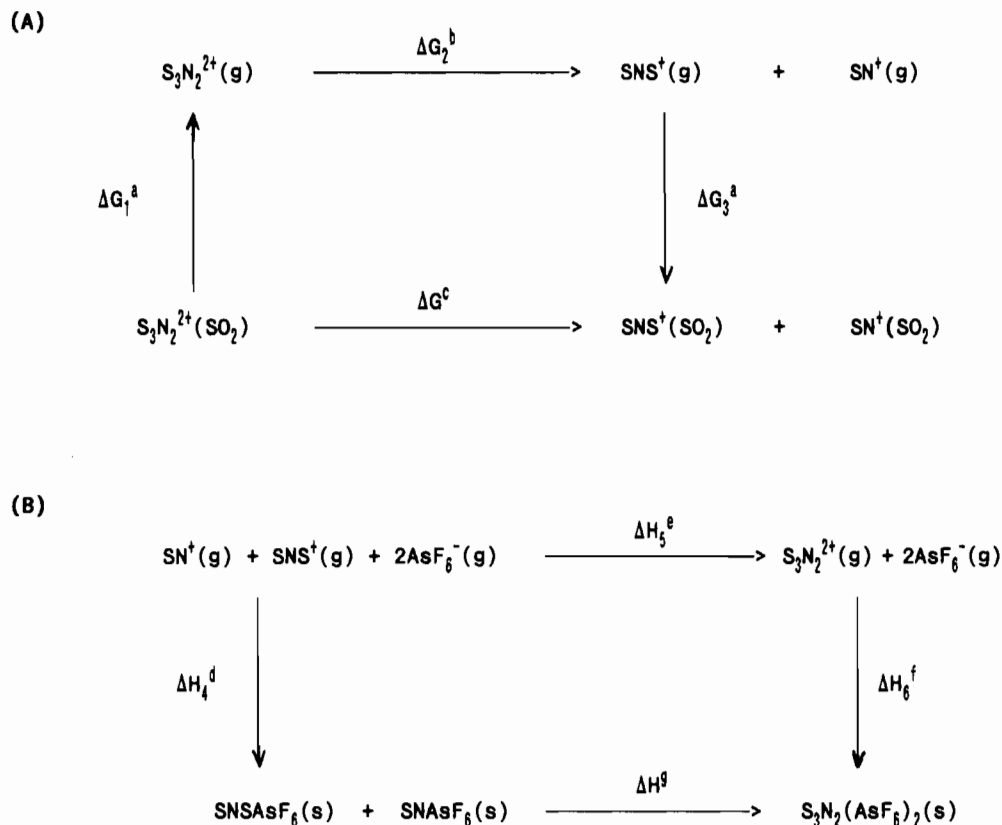 (A)
ΔG₂ᵇ
S₃N₂²⁺(g) ⟶ SNS⁺(g) + SN⁺(g)
ΔG₁ᵃ ΔG₃ᵃ
ΔGᶜ
S₃N₂²⁺(SO₂) ⟶ SNS⁺(SO₂) + SN⁺(SO₂)
(B)
ΔH₅ᵉ
SN⁺(g) + SNS⁺(g) + 2AsF₆⁻(g) ⟶ S₃N₂²⁺(g) + 2AsF₆⁻(g)
ΔH₄ᵈ ΔH₆ᶠ
ΔHᵍ
SNSAsF₆(s) + SNAsF₆(s) ⟶ S₃N₂(AsF₆)₂(s)